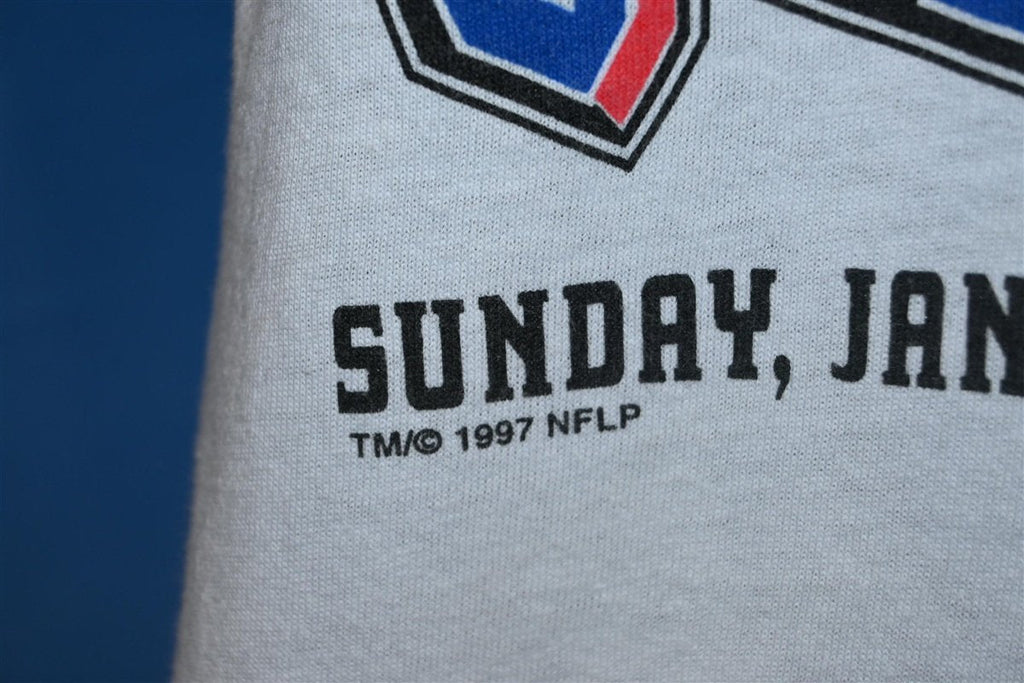 SUNDAY, JAN
TM/© 1997 NFLP